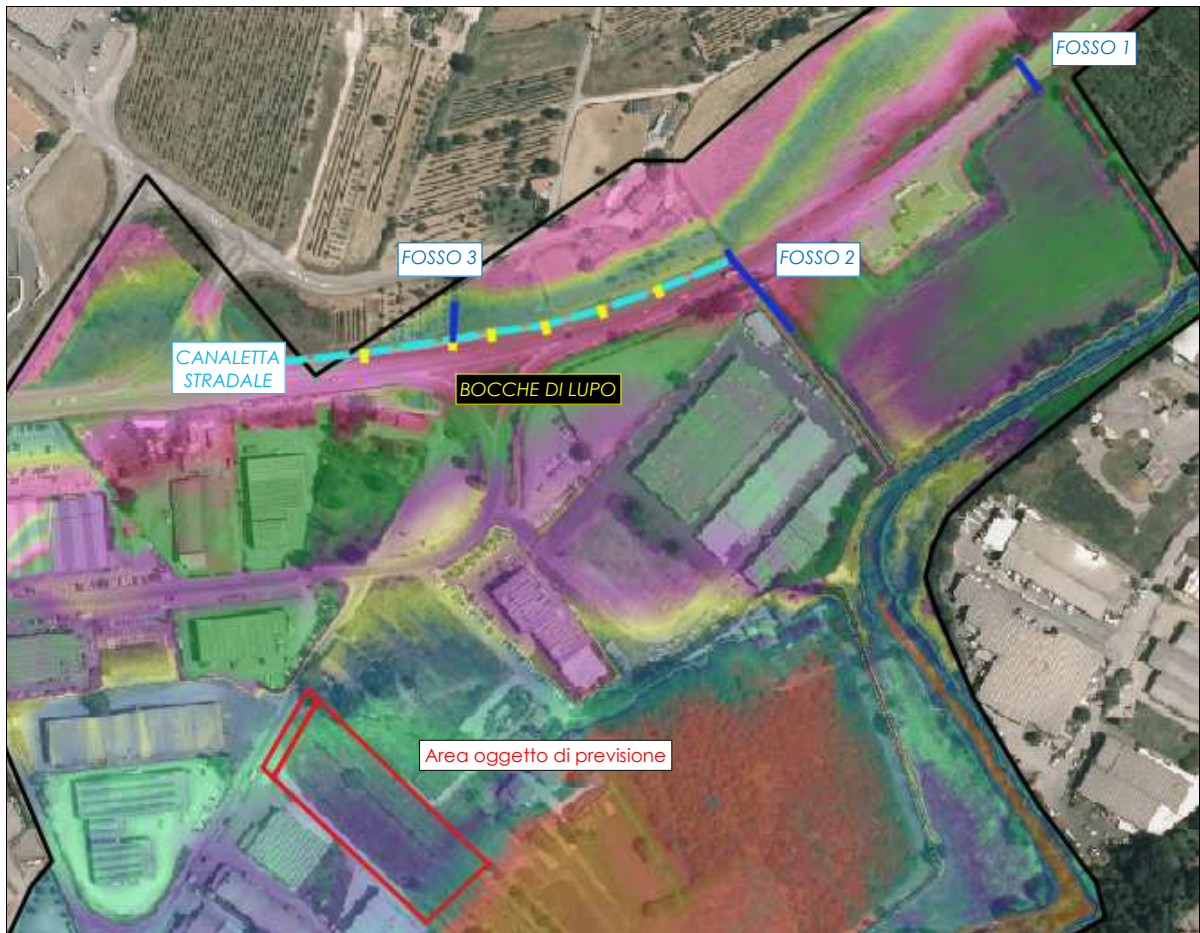 FOSSO 1
FOSSO 3
FOSSO 2
CANALETTA
STRADALE
BOCCHE DI LUPO
Area oggetto di previsione